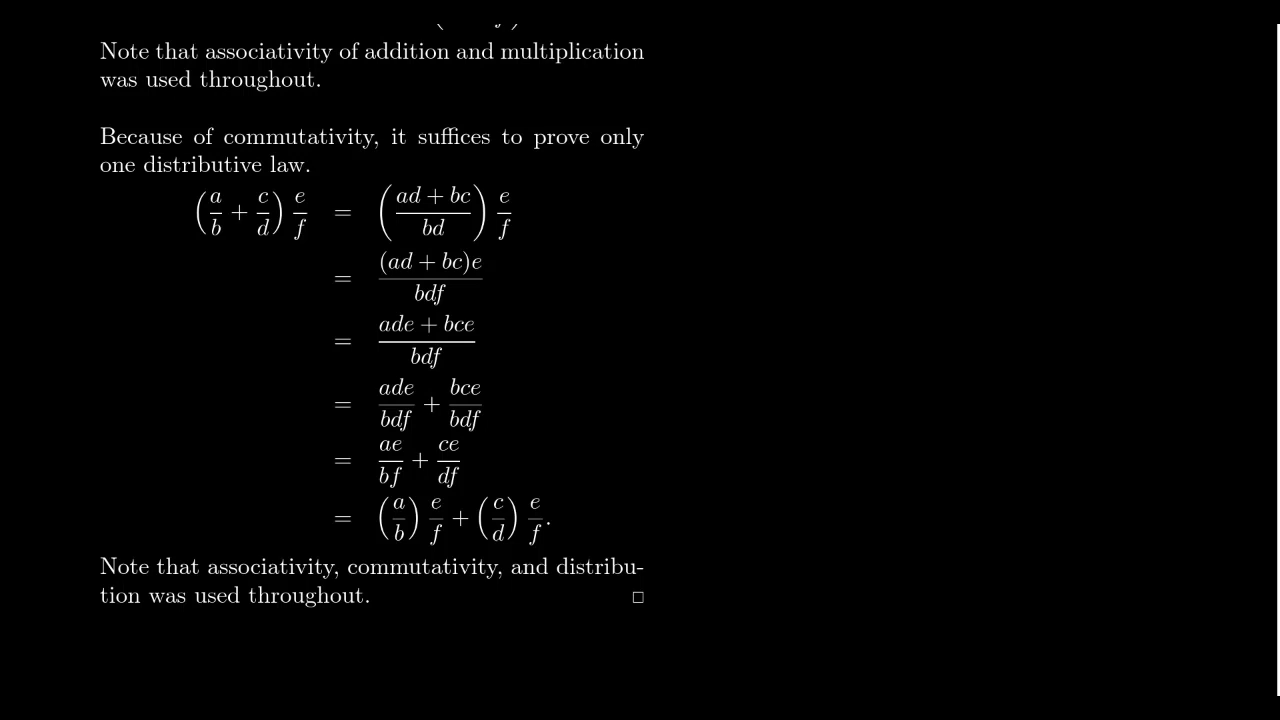 Note that associativity of addition and multiplication
was used throughout.
Because of commutativity, it suffices to prove only
one distributive law.
(a/b + c/d) e/f = ((ad + bc)/bd) e/f
= (ad + bc)e/bdf
= (ade + bce)/bdf
= ade/bdf + bce/bdf
= ae/bf + ce/df
= (a/b) e/f + (c/d) e/f.
Note that associativity, commutativity, and distribu-
tion was used throughout. □